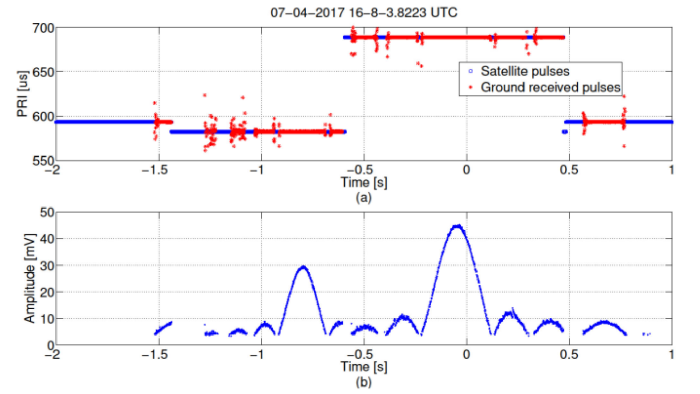 07-04-2017 16-8-3.8223 UTC
700
650
600
550
PRI [us]
Satellite pulses
Ground received pulses
−2 −1.5 −1 −0.5 0 0.5 1
Time [s]
(a)
50
40
30
20
10
0
Amplitude [mV]
−2 −1.5 −1 −0.5 0 0.5 1
Time [s]
(b)